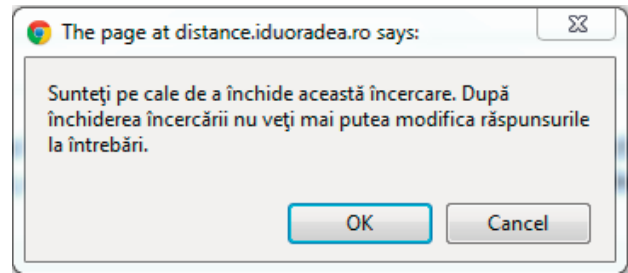 The page at distance.iduoradea.ro says:
Sunteţi pe cale de a închide această încercare. După
închiderea încercării nu veţi mai putea modifica răspunsurile
la întrebări.
OK
Cancel